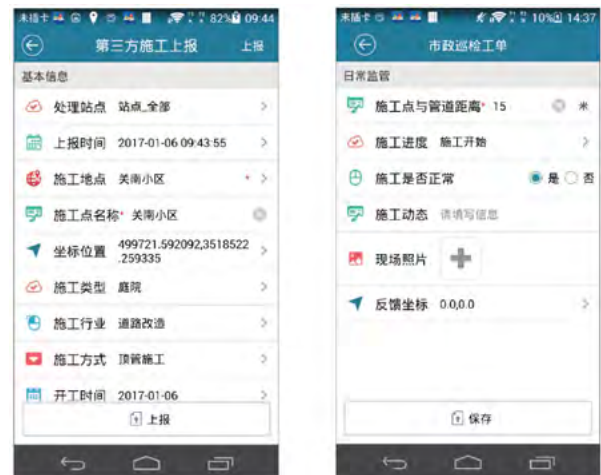 未插卡 82% 09:44
第三方施工上报 上报
基本信息
处理站点 站点_全部
上报时间 2017-01-06 09:43:55
施工地点 关南小区 *
施工点名称* 关南小区
坐标位置 499721.592092,3518522
.259335
施工类型 庭院
施工行业 道路改造
施工方式 顶管施工
开工时间 2017-01-06
上报
未插卡 10% 14:37
市政巡检工单
日常监管
施工点与管道距离* 15 米
施工进度 施工开始
施工是否正常 是 否
施工动态 请填写信息
现场照片
反馈坐标 0.0,0.0
保存